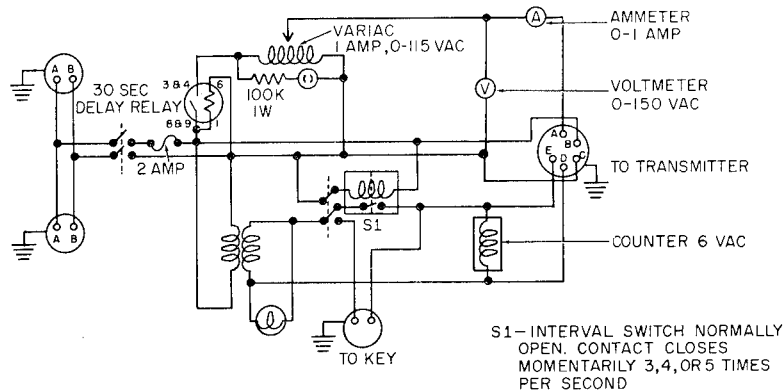 A
AMMETER
0-1 AMP
VARIAC
1 AMP, 0-115 VAC
A B
30 SEC
DELAY RELAY
3&4 6
8&9 1
100K
1W
V
VOLTMETER
0-150 VAC
2 AMP
A
B
E
D
C
TO TRANSMITTER
A B
S1
COUNTER 6 VAC
TO KEY
S1-INTERVAL SWITCH NORMALLY
OPEN. CONTACT CLOSES
MOMENTARILY 3,4, OR 5 TIMES
PER SECOND